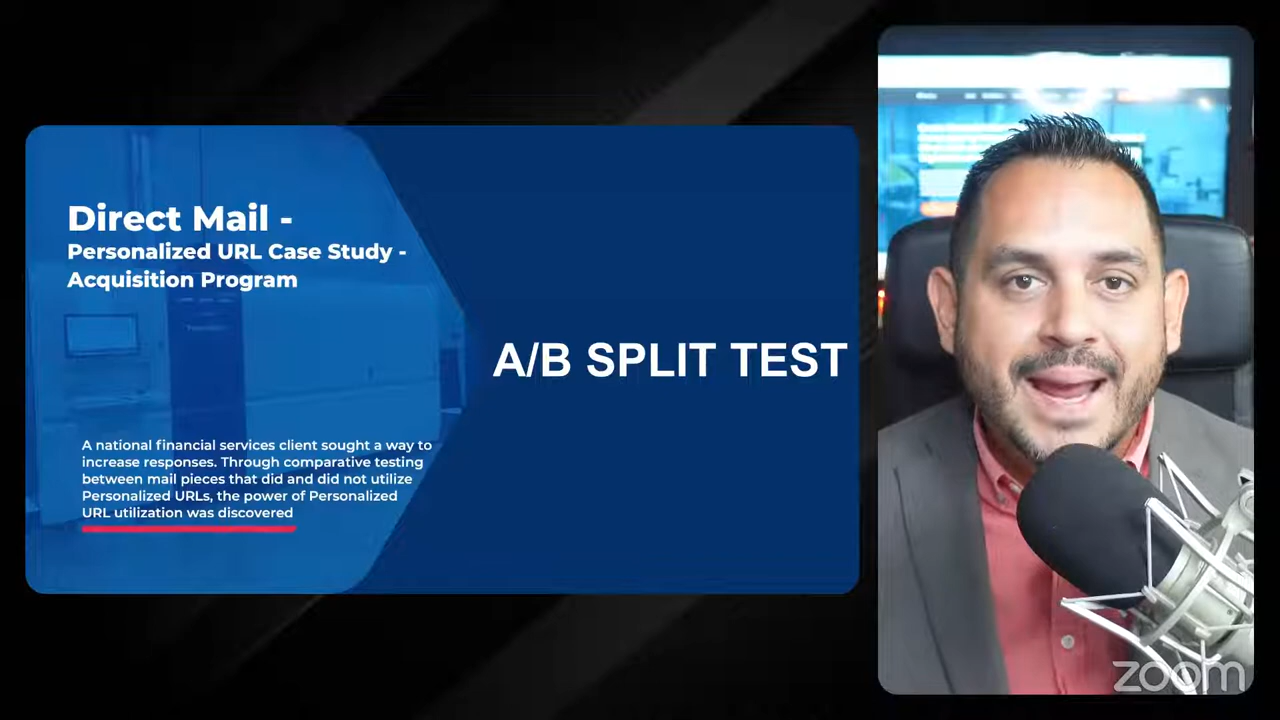 Direct Mail -
Personalized URL Case Study -
Acquisition Program
A/B SPLIT TEST
A national financial services client sought a way to
increase responses. Through comparative testing
between mail pieces that did and did not utilize
Personalized URLs, the power of Personalized
URL utilization was discovered
zoom